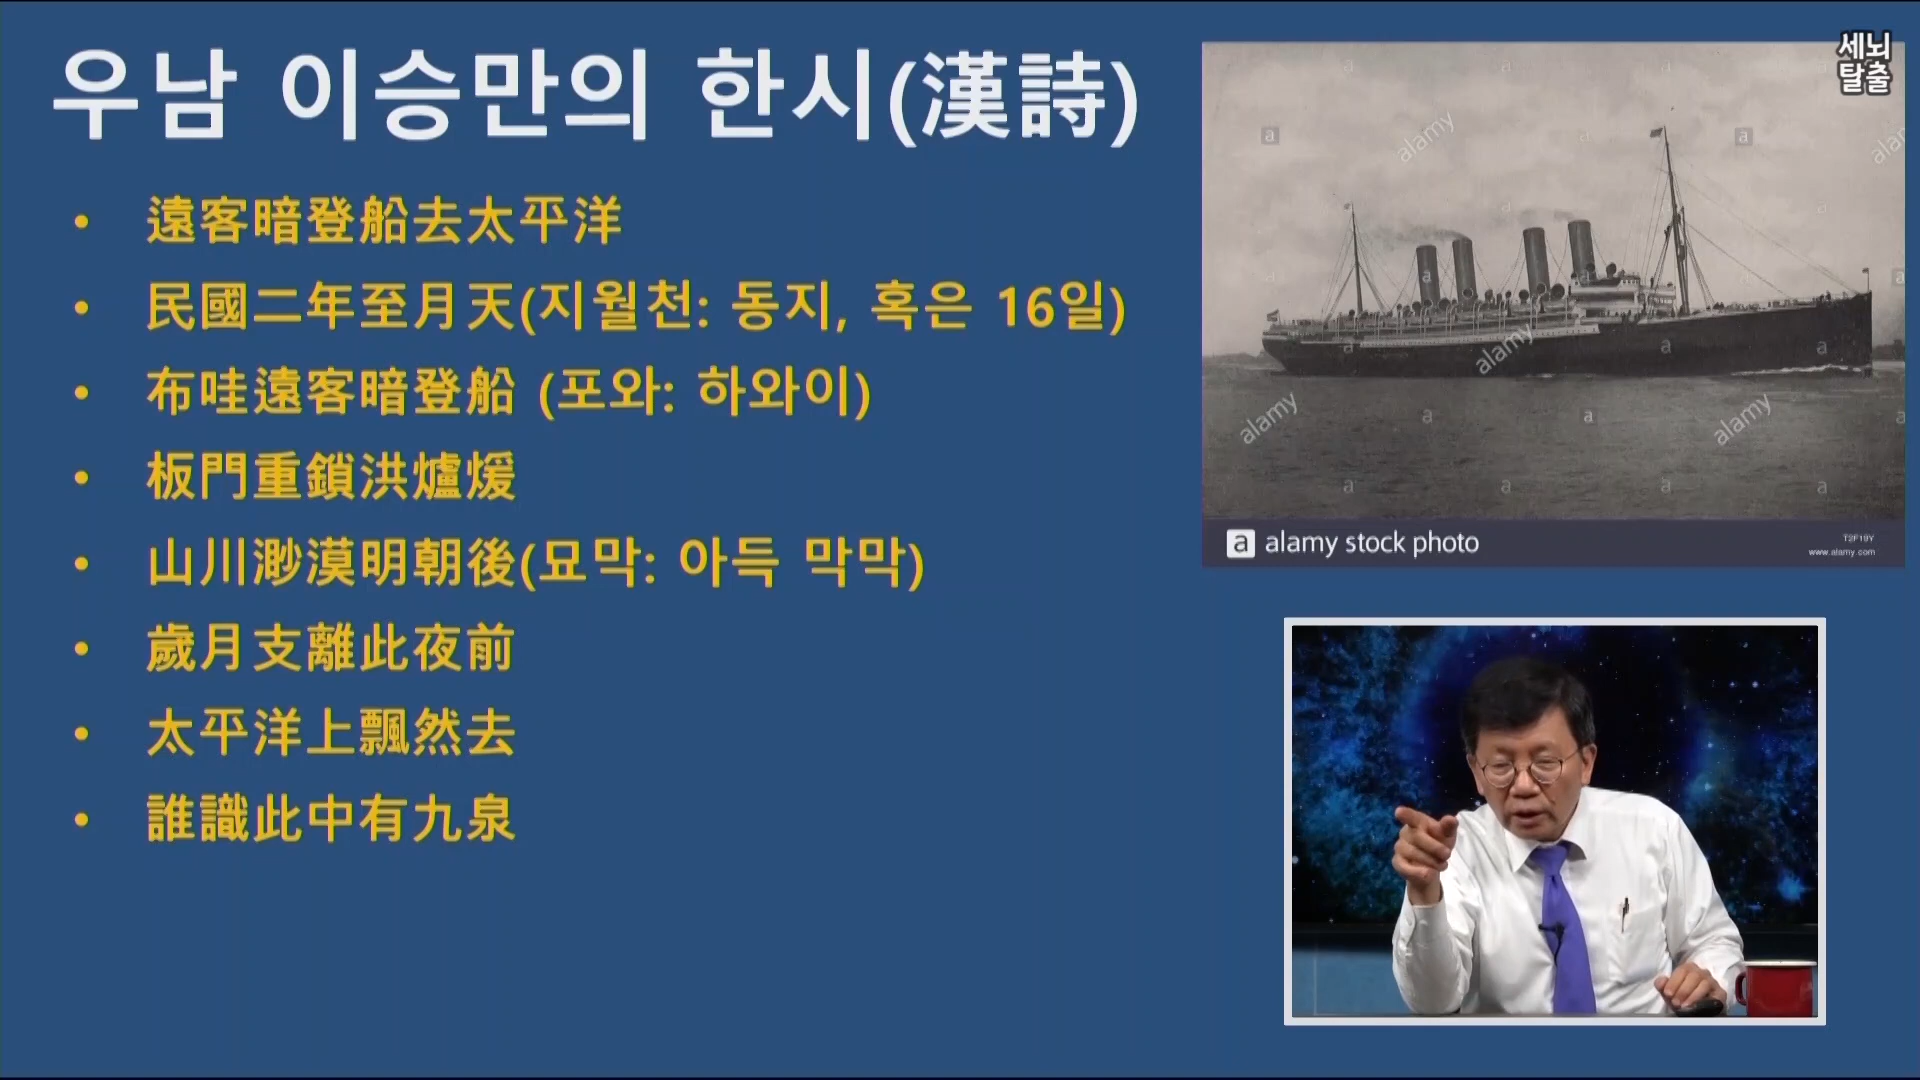 우남 이승만의 한시(漢詩)
• 遠客暗登船去太平洋
• 民國二年至月天(지월천: 동지, 혹은 16일)
• 布哇遠客暗登船 (포와: 하와이)
• 板門重鎖洪爐煖
• 山川渺漠明朝後(묘막: 아득 막막)
• 歲月支離此夜前
• 太平洋上飄然去
• 誰識此中有九泉
세뇌
탈출
a alamy stock photo
T2F19Y
www.alamy.com
alamy
alamy
alamy
alamy